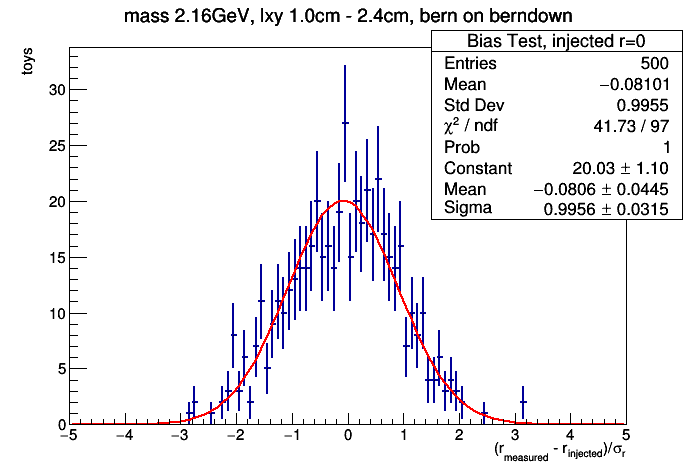 mass 2.16GeV, lxy 1.0cm - 2.4cm, bern on berndown
toys
Bias Test, injected r=0
Entries 500
Mean −0.08101
Std Dev 0.9955
χ² / ndf 41.73 / 97
Prob 1
Constant 20.03 ± 1.10
Mean −0.0806 ± 0.0445
Sigma 0.9956 ± 0.0315
30
25
20
15
10
5
0
−5 −4 −3 −2 −1 0 1 2 3 4 5
(r_measured - r_injected)/σ_r